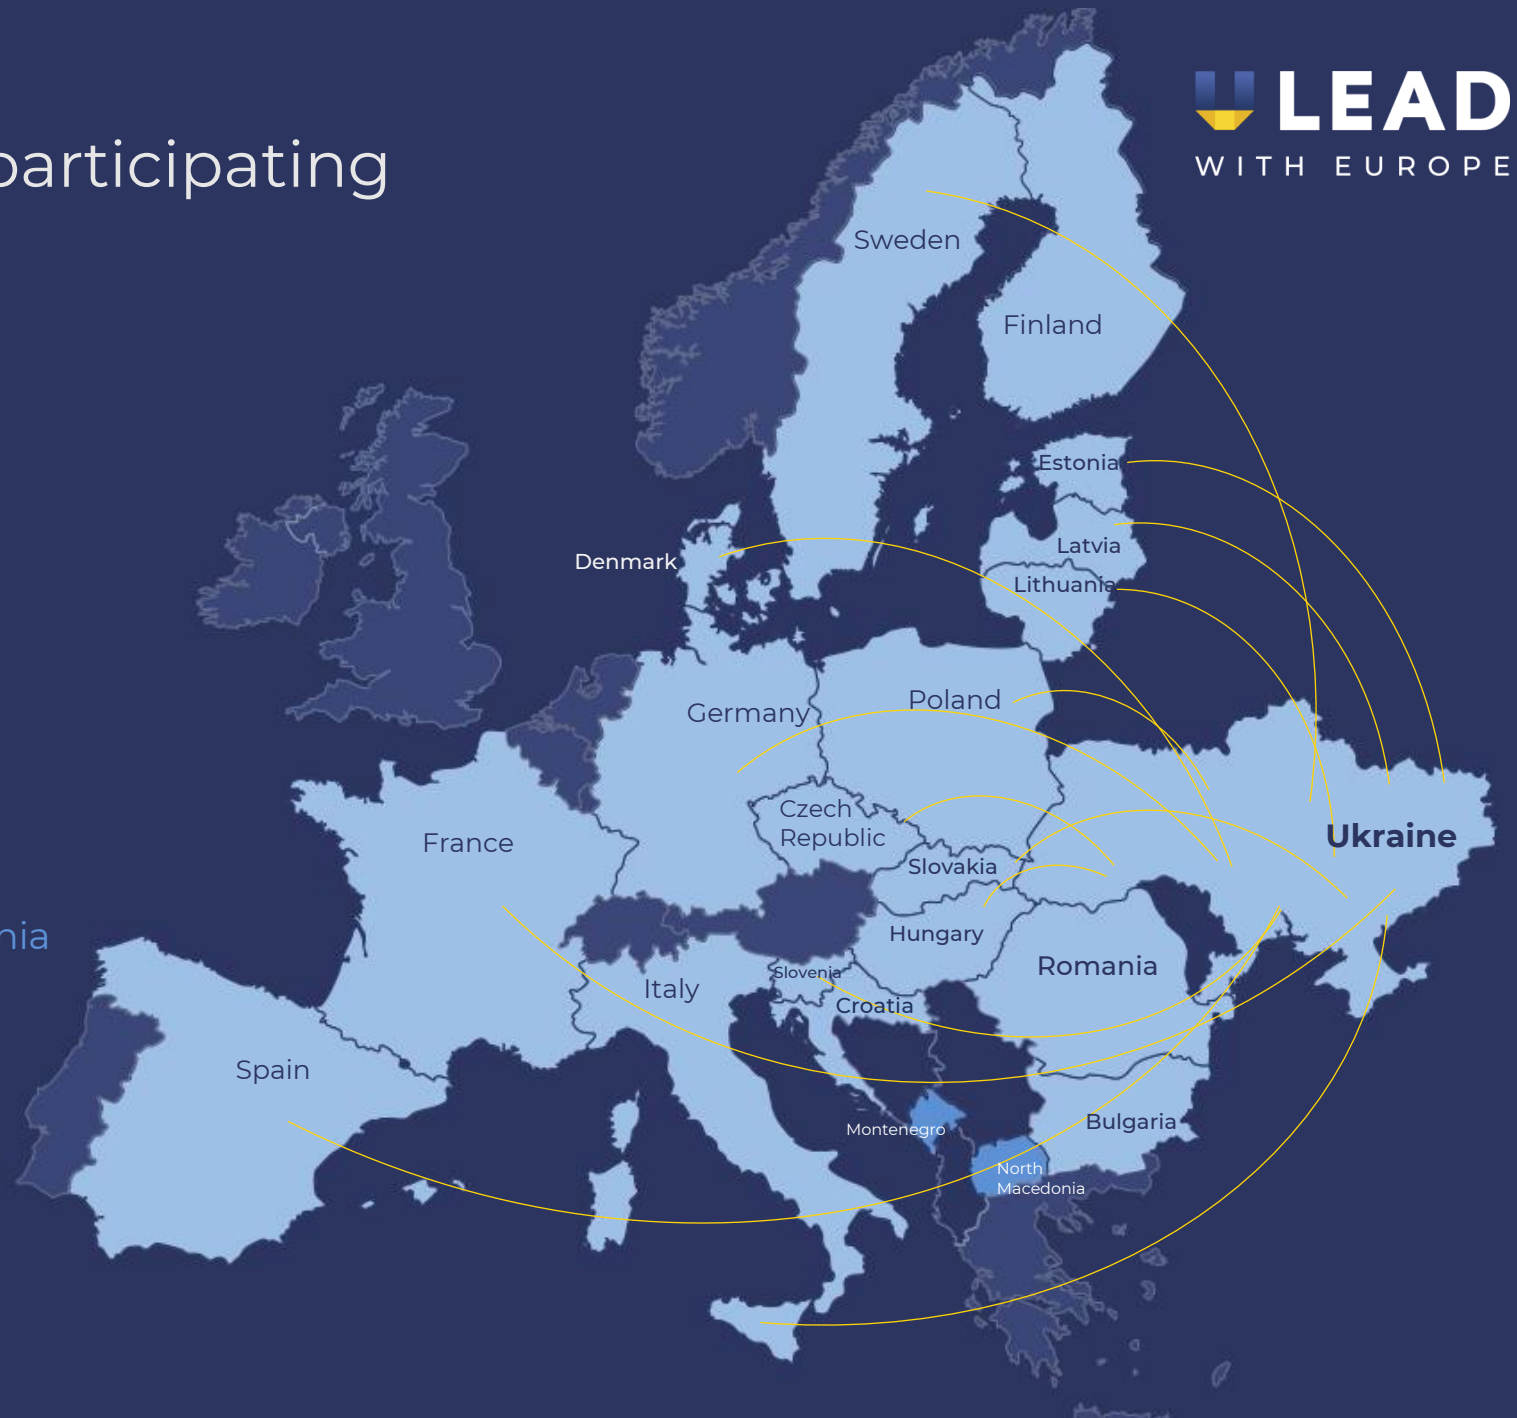 LEAD
WITH EUROPE
participating
Sweden
Finland
Estonia
Latvia
Denmark
Lithuania
Poland
Germany
Czech
Republic
Ukraine
France
Slovakia
Hungary
nia
Romania
Slovenia
Italy
Croatia
Spain
Bulgaria
Montenegro
North
Macedonia